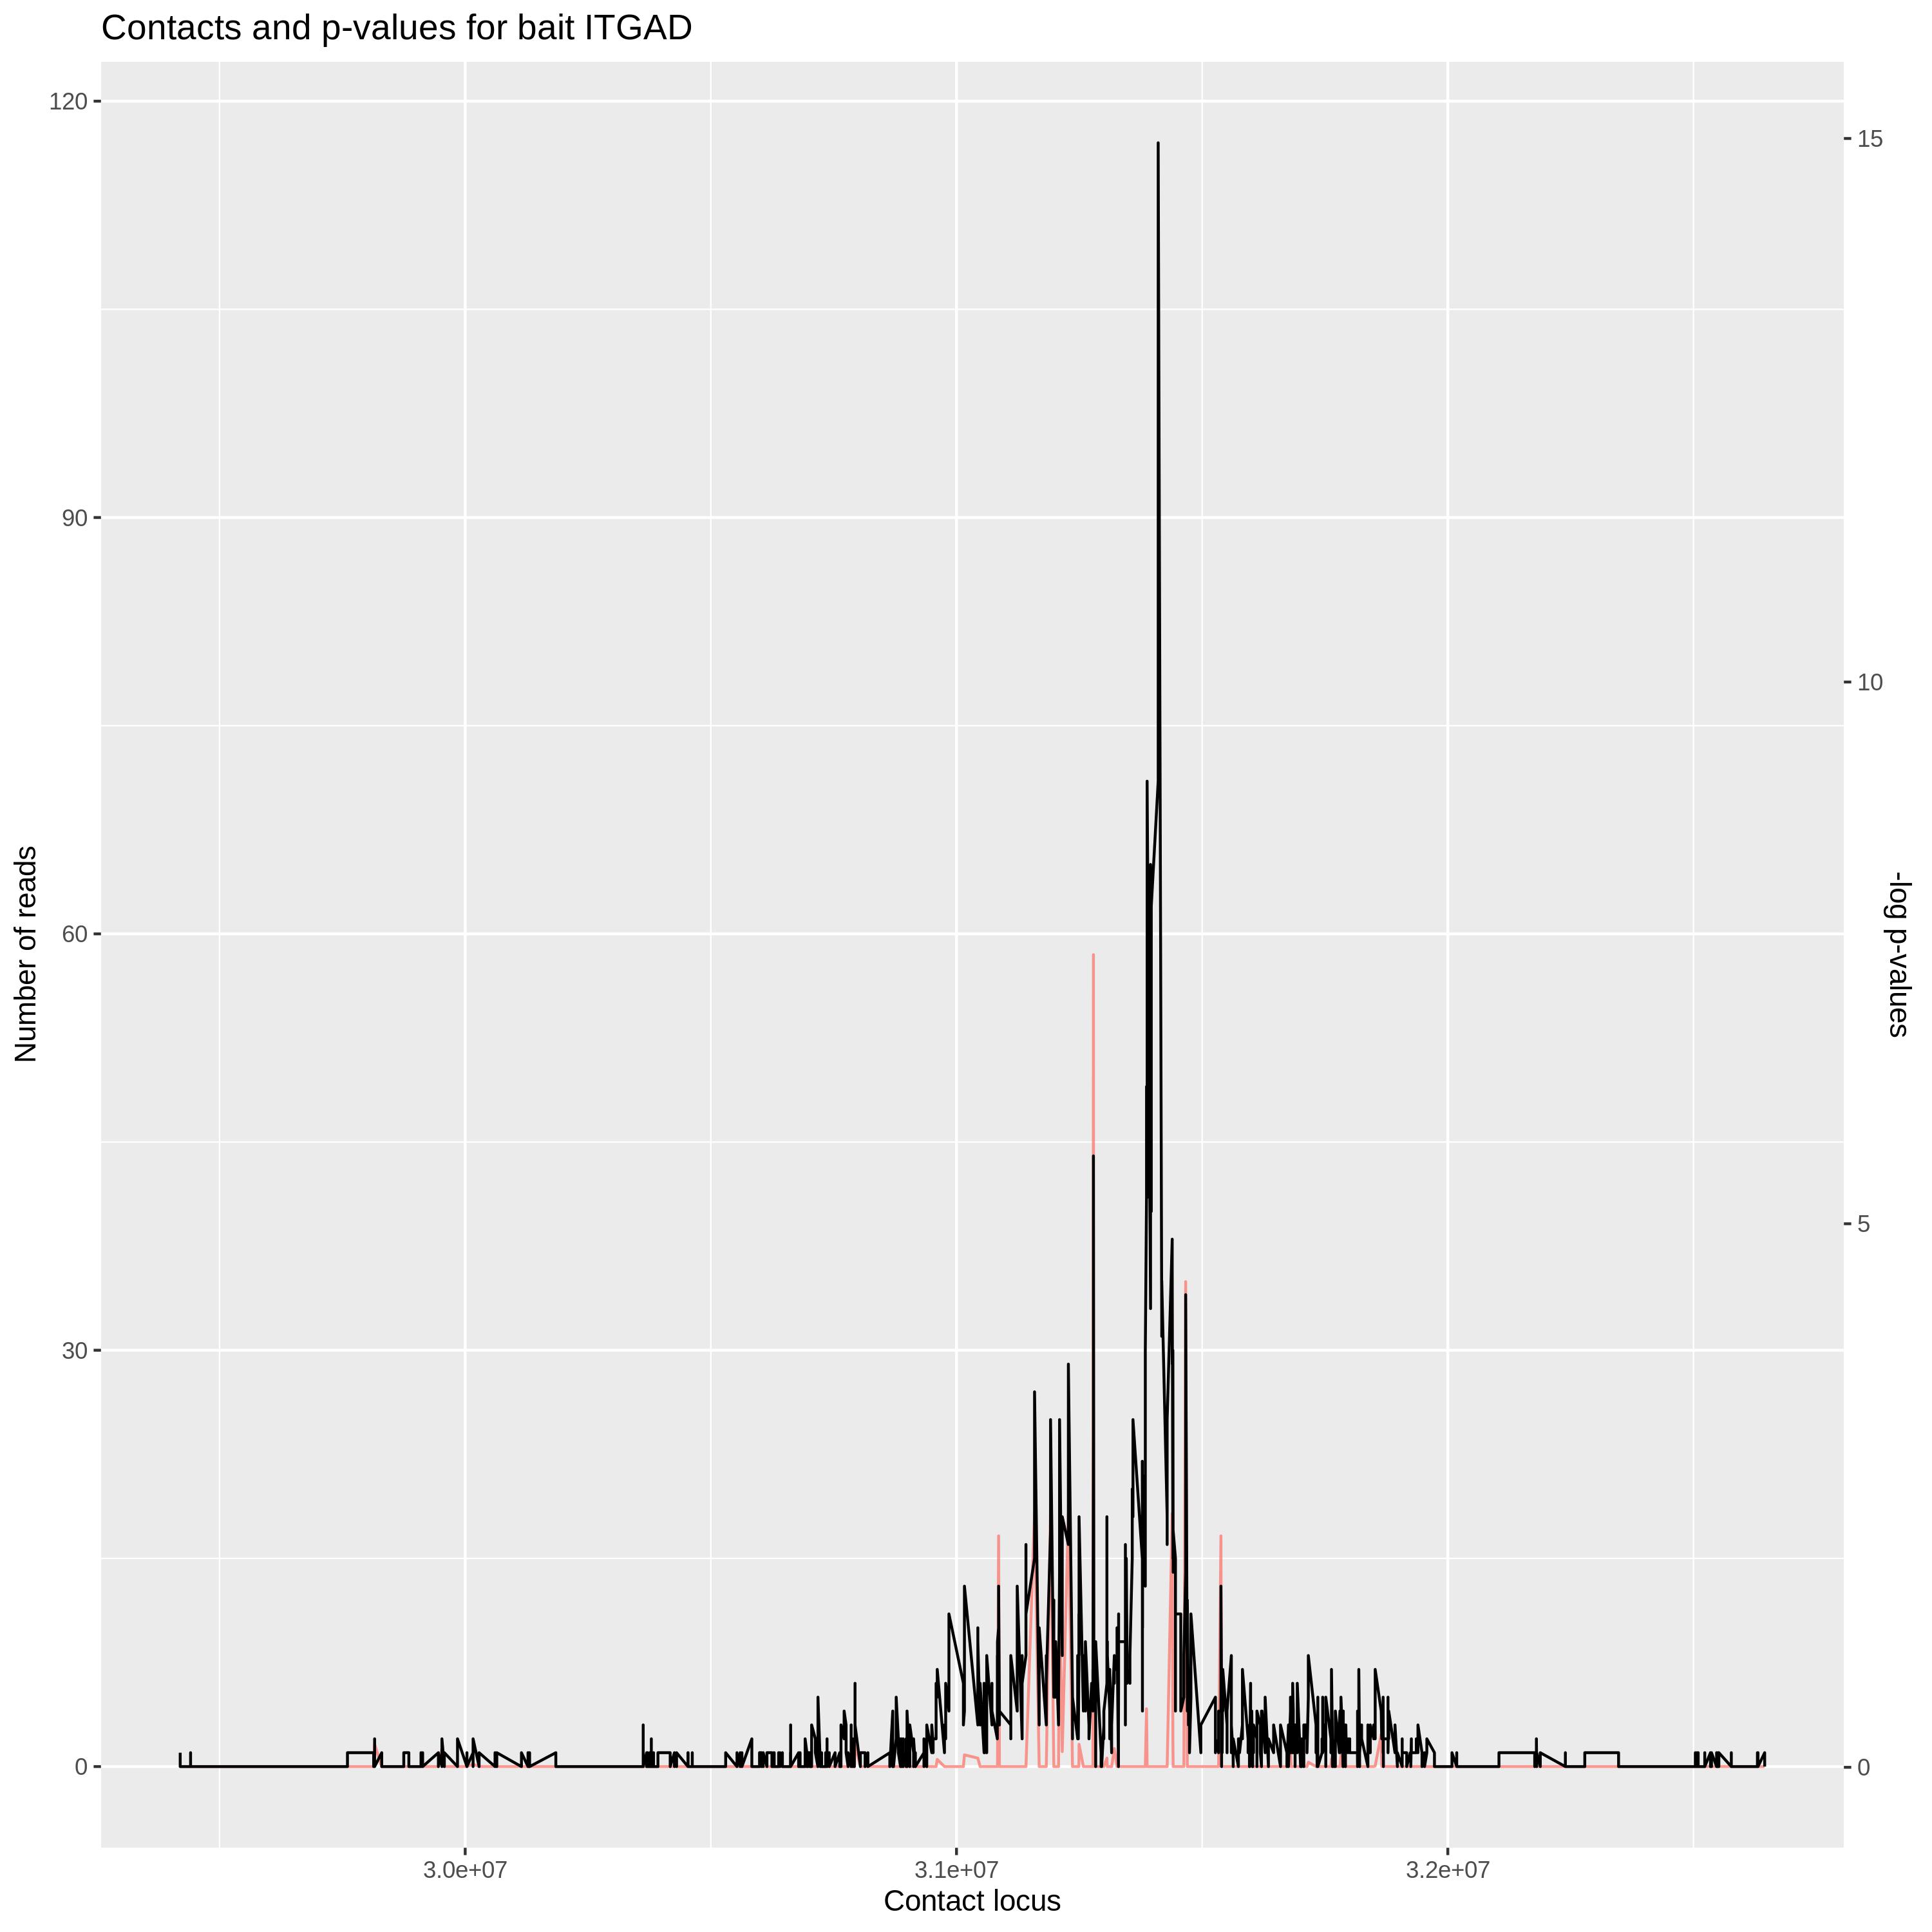 Contacts and p-values for bait ITGAD
120
90
60
30
0
Number of reads
15
10
5
0
-log p-values
3.0e+07
3.1e+07
3.2e+07
Contact locus